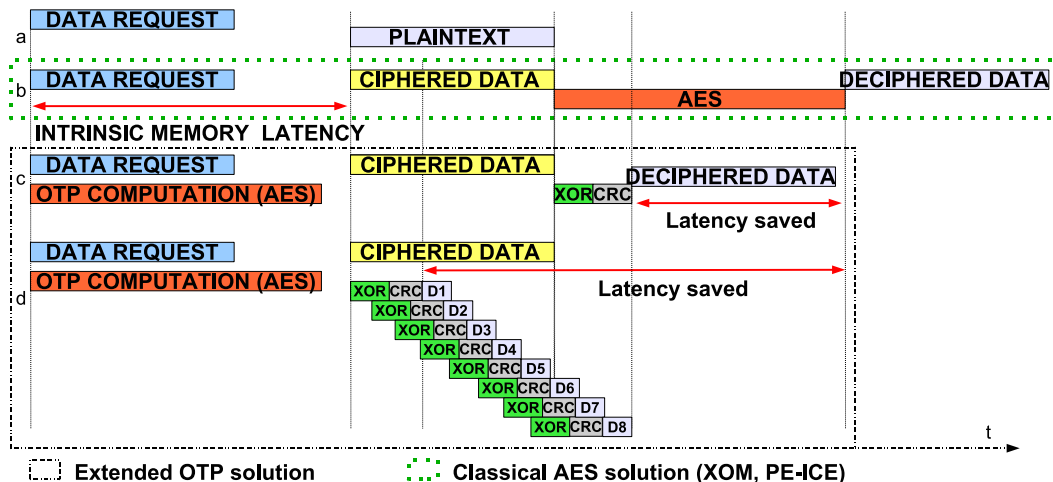 DATA REQUEST
a
PLAINTEXT
DATA REQUEST
CIPHERED DATA
DECIPHERED DATA
b
AES
INTRINSIC MEMORY LATENCY
DATA REQUEST
CIPHERED DATA
c
DECIPHERED DATA
OTP COMPUTATION (AES)
XOR CRC
Latency saved
DATA REQUEST
CIPHERED DATA
OTP COMPUTATION (AES)
Latency saved
d
XOR CRC D1
XOR CRC D2
XOR CRC D3
XOR CRC D4
XOR CRC D5
XOR CRC D6
XOR CRC D7
XOR CRC D8
t
Extended OTP solution
Classical AES solution (XOM, PE-ICE)